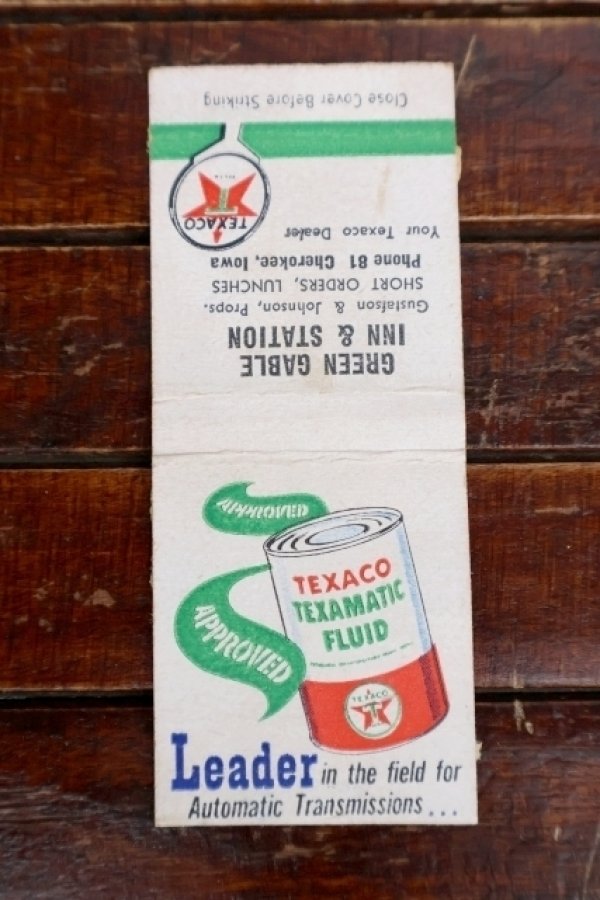 Close Cover Before Striking
TEXACO
T
Your Texaco Dealer
Phone 81 Cherokee, Iowa
SHORT ORDERS, LUNCHES
Gustafson & Johnson, Props.
GREEN GABLE
INN & STATION
APPROVED
APPROVED
TEXACO
TEXAMATIC
FLUID
TEXACO
T
Leader in the field for
Automatic Transmissions...